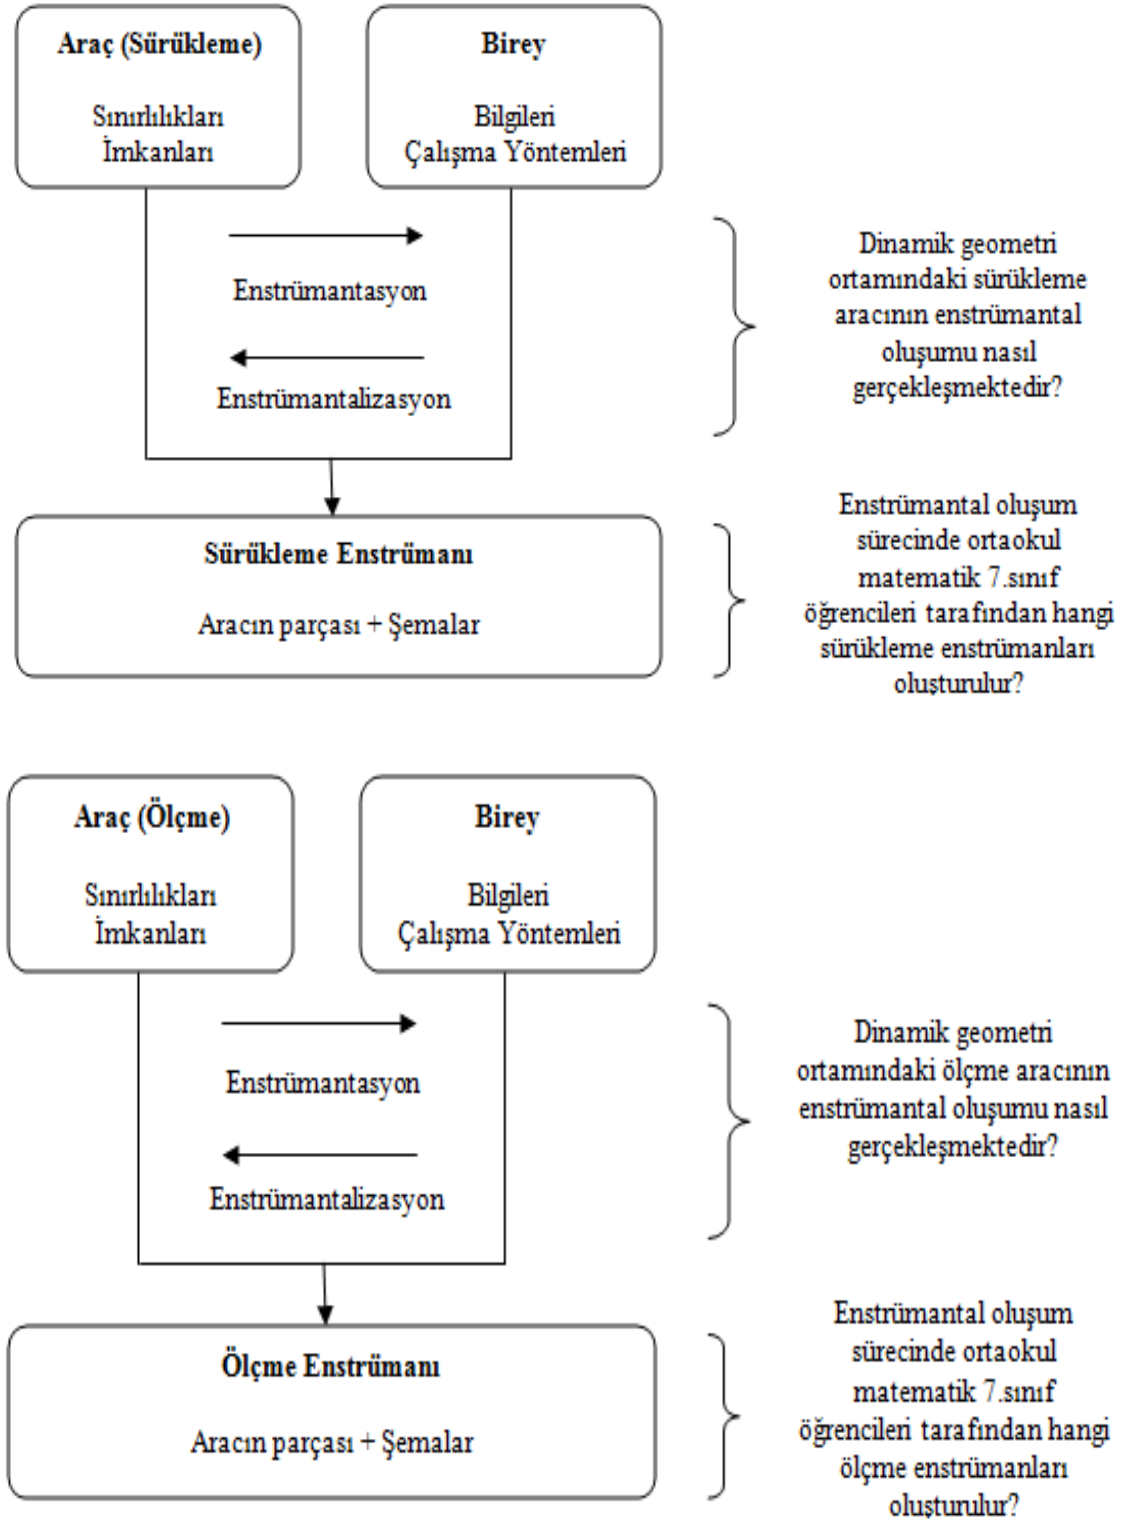 Araç (Sürükleme)
Sınırlılıkları
İmkanları
Birey
Bilgileri
Çalışma Yöntemleri
Enstrümantasyon
Enstrümantalizasyon
Dinamik geometri
ortamındaki sürükleme
aracının enstrümantal
oluşumu nasıl
gerçekleşmektedir?
Sürükleme Enstrümanı
Aracın parçası + Şemalar
Enstrümantal oluşum
sürecinde ortaokul
matematik 7.sınıf
öğrencileri tarafından hangi
sürükleme enstrümanları
oluşturulur?
Araç (Ölçme)
Sınırlılıkları
İmkanları
Birey
Bilgileri
Çalışma Yöntemleri
Enstrümantasyon
Enstrümantalizasyon
Dinamik geometri
ortamındaki ölçme aracının
enstrümantal oluşumu nasıl
gerçekleşmektedir?
Ölçme Enstrümanı
Aracın parçası + Şemalar
Enstrümantal oluşum
sürecinde ortaokul
matematik 7.sınıf
öğrencileri tarafından hangi
ölçme enstrümanları
oluşturulur?